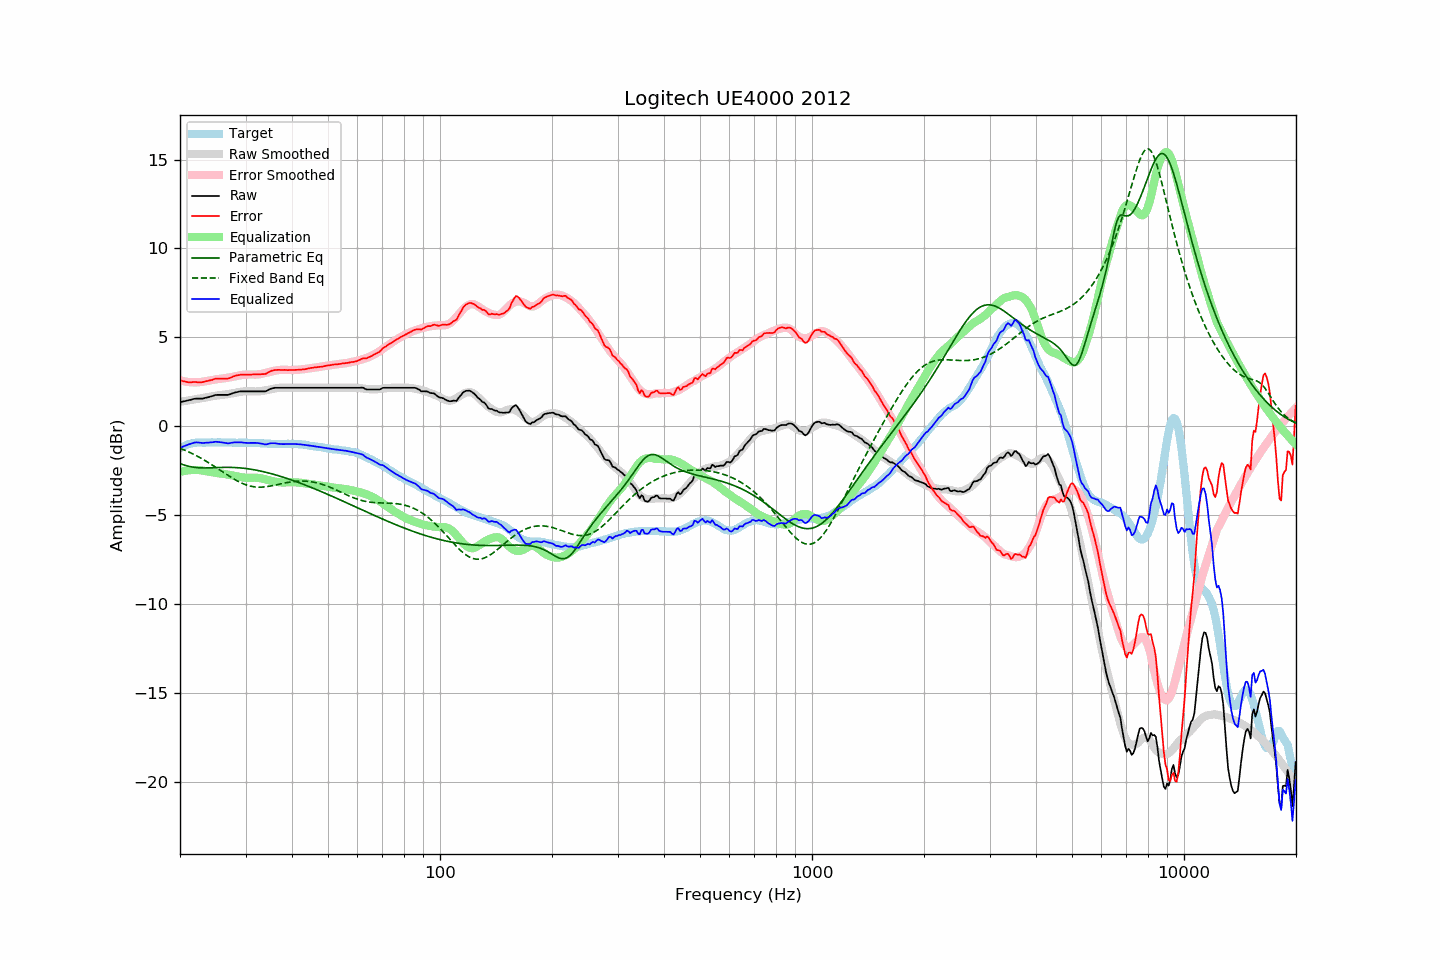 Logitech UE4000 2012
Target
Raw Smoothed
Error Smoothed
Raw
Error
Equalization
Parametric Eq
Fixed Band Eq
Equalized
15
10
5
0
−5
−10
−15
−20
Amplitude (dBr)
100
1000
10000
Frequency (Hz)